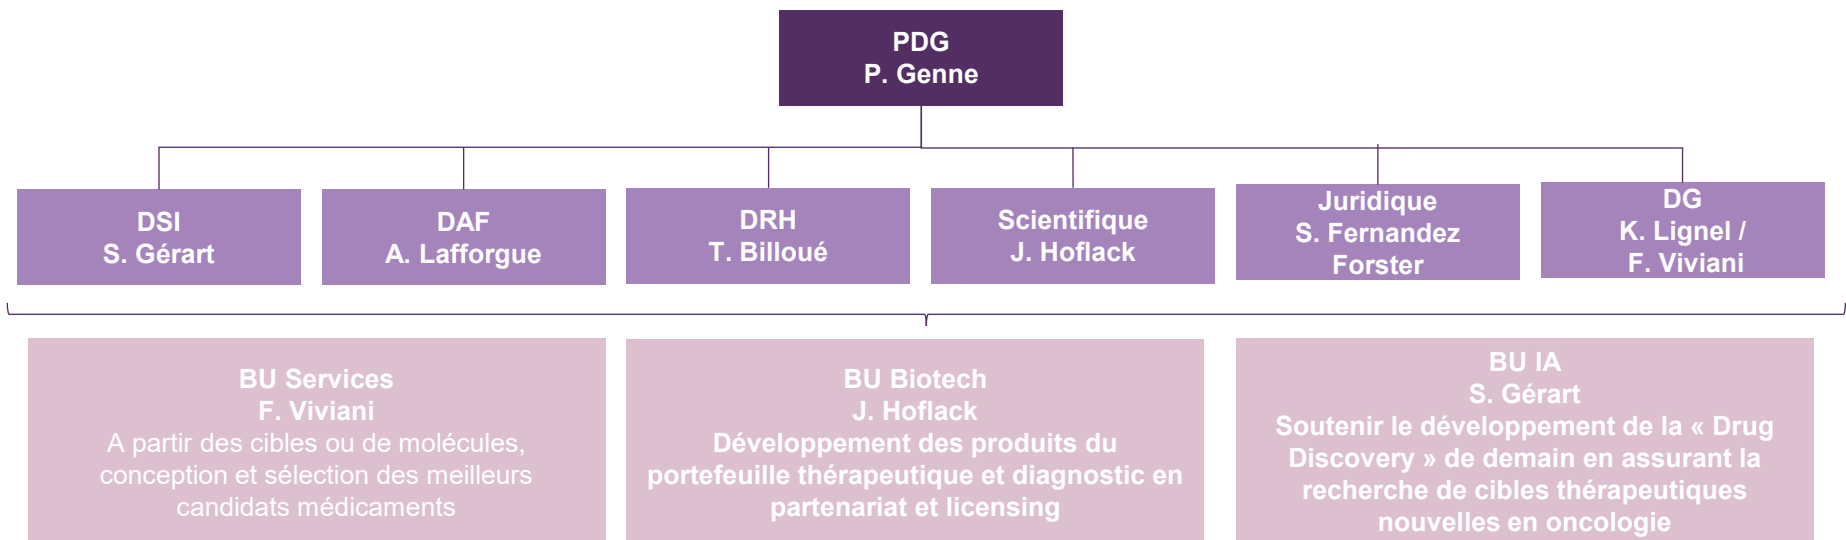 PDG
P. Genne
DSI
S. Gérart
DAF
A. Lafforgue
DRH
T. Billoué
Scientifique
J. Hoflack
Juridique
S. Fernandez
Forster
DG
K. Lignel /
F. Viviani
BU Services
F. Viviani
A partir des cibles ou de molécules,
conception et sélection des meilleurs
candidats médicaments
BU Biotech
J. Hoflack
Développement des produits du
portefeuille thérapeutique et diagnostic en
partenariat et licensing
BU IA
S. Gérart
Soutenir le développement de la « Drug
Discovery » de demain en assurant la
recherche de cibles thérapeutiques
nouvelles en oncologie